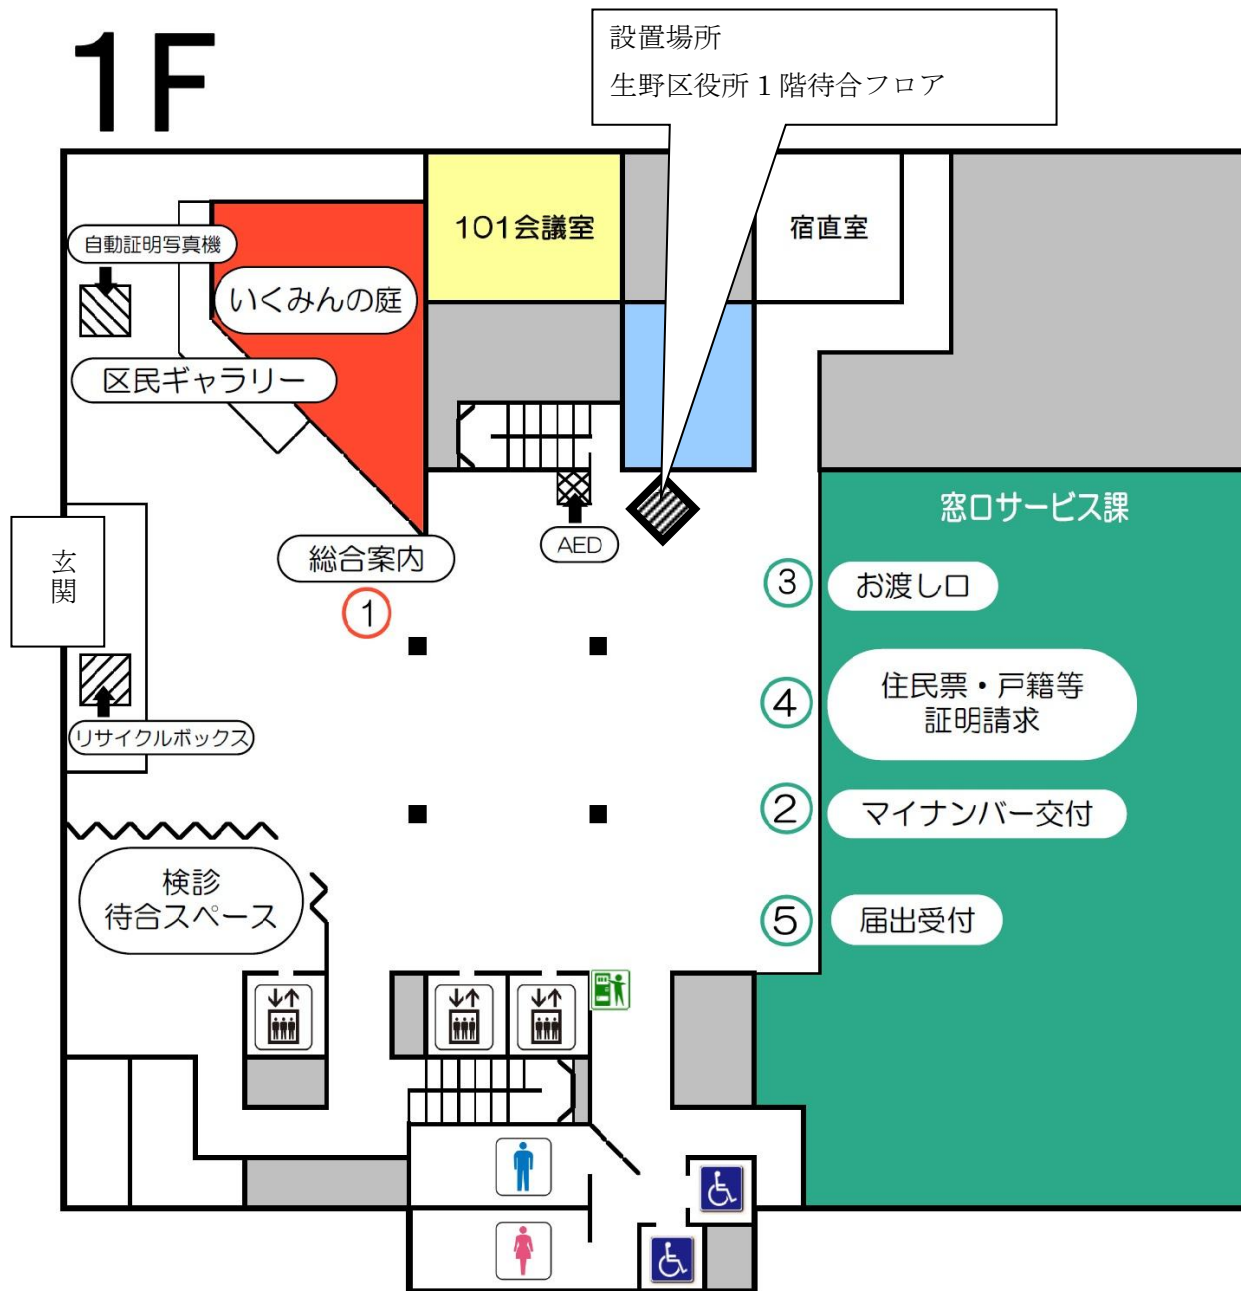 1F
設置場所
生野区役所１階待合フロア
101会議室
宿直室
自動証明写真機
いくみんの庭
区民ギャラリー
窓口サービス課
玄関
総合案内
①
AED
③ お渡し口
④ 住民票・戸籍等
証明請求
リサイクルボックス
② マイナンバー交付
検診
待合スペース
⑤ 届出受付